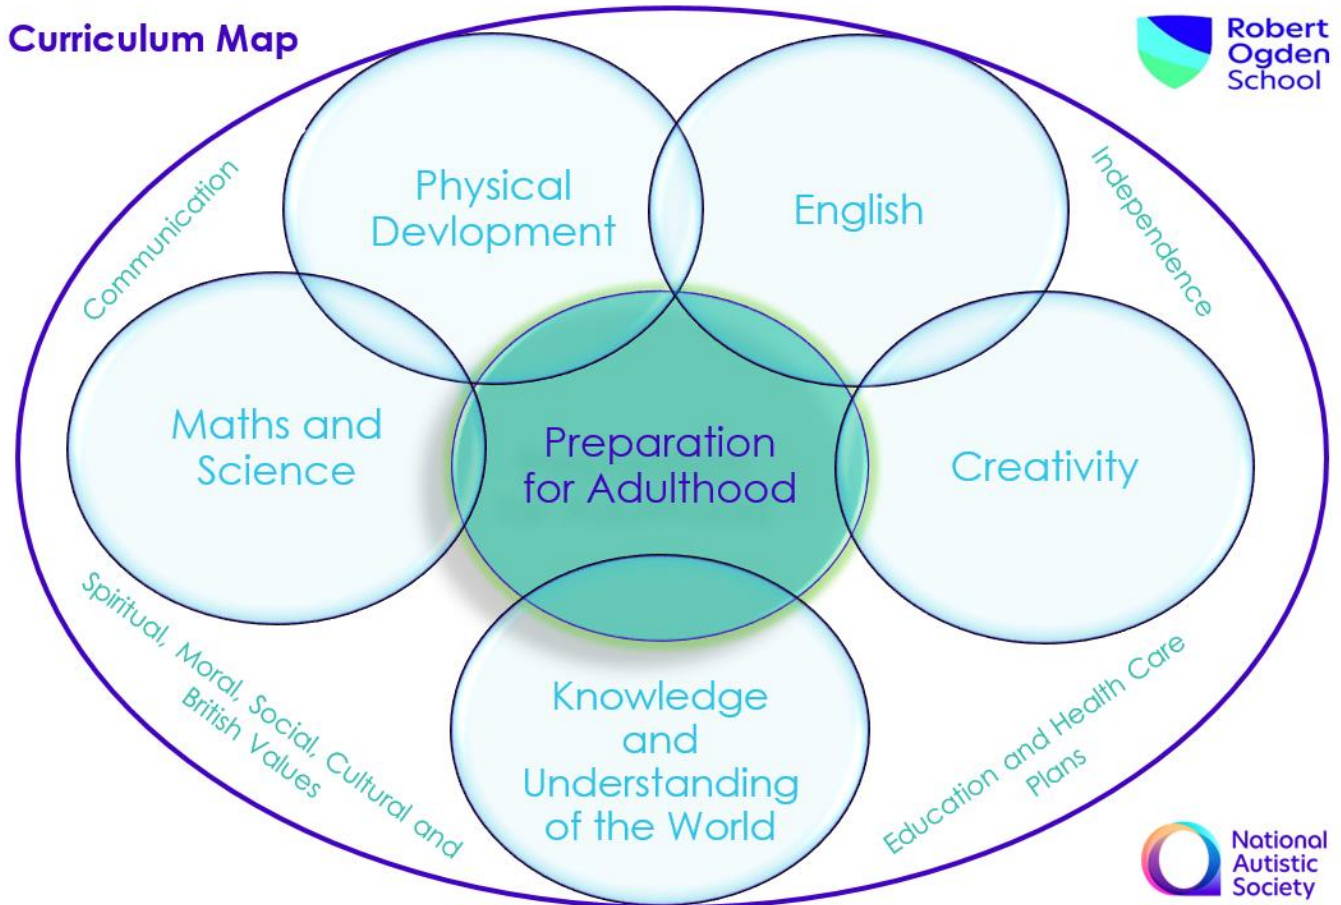 Curriculum Map
Robert
Ogden
School
Communication
Independence
Physical
Devlopment
English
Maths and
Science
Preparation
for Adulthood
Creativity
Knowledge
and
Understanding
of the World
Spiritual, Moral, Social, Cultural and
British Values
Education and Health Care
Plans
National
Autistic
Society